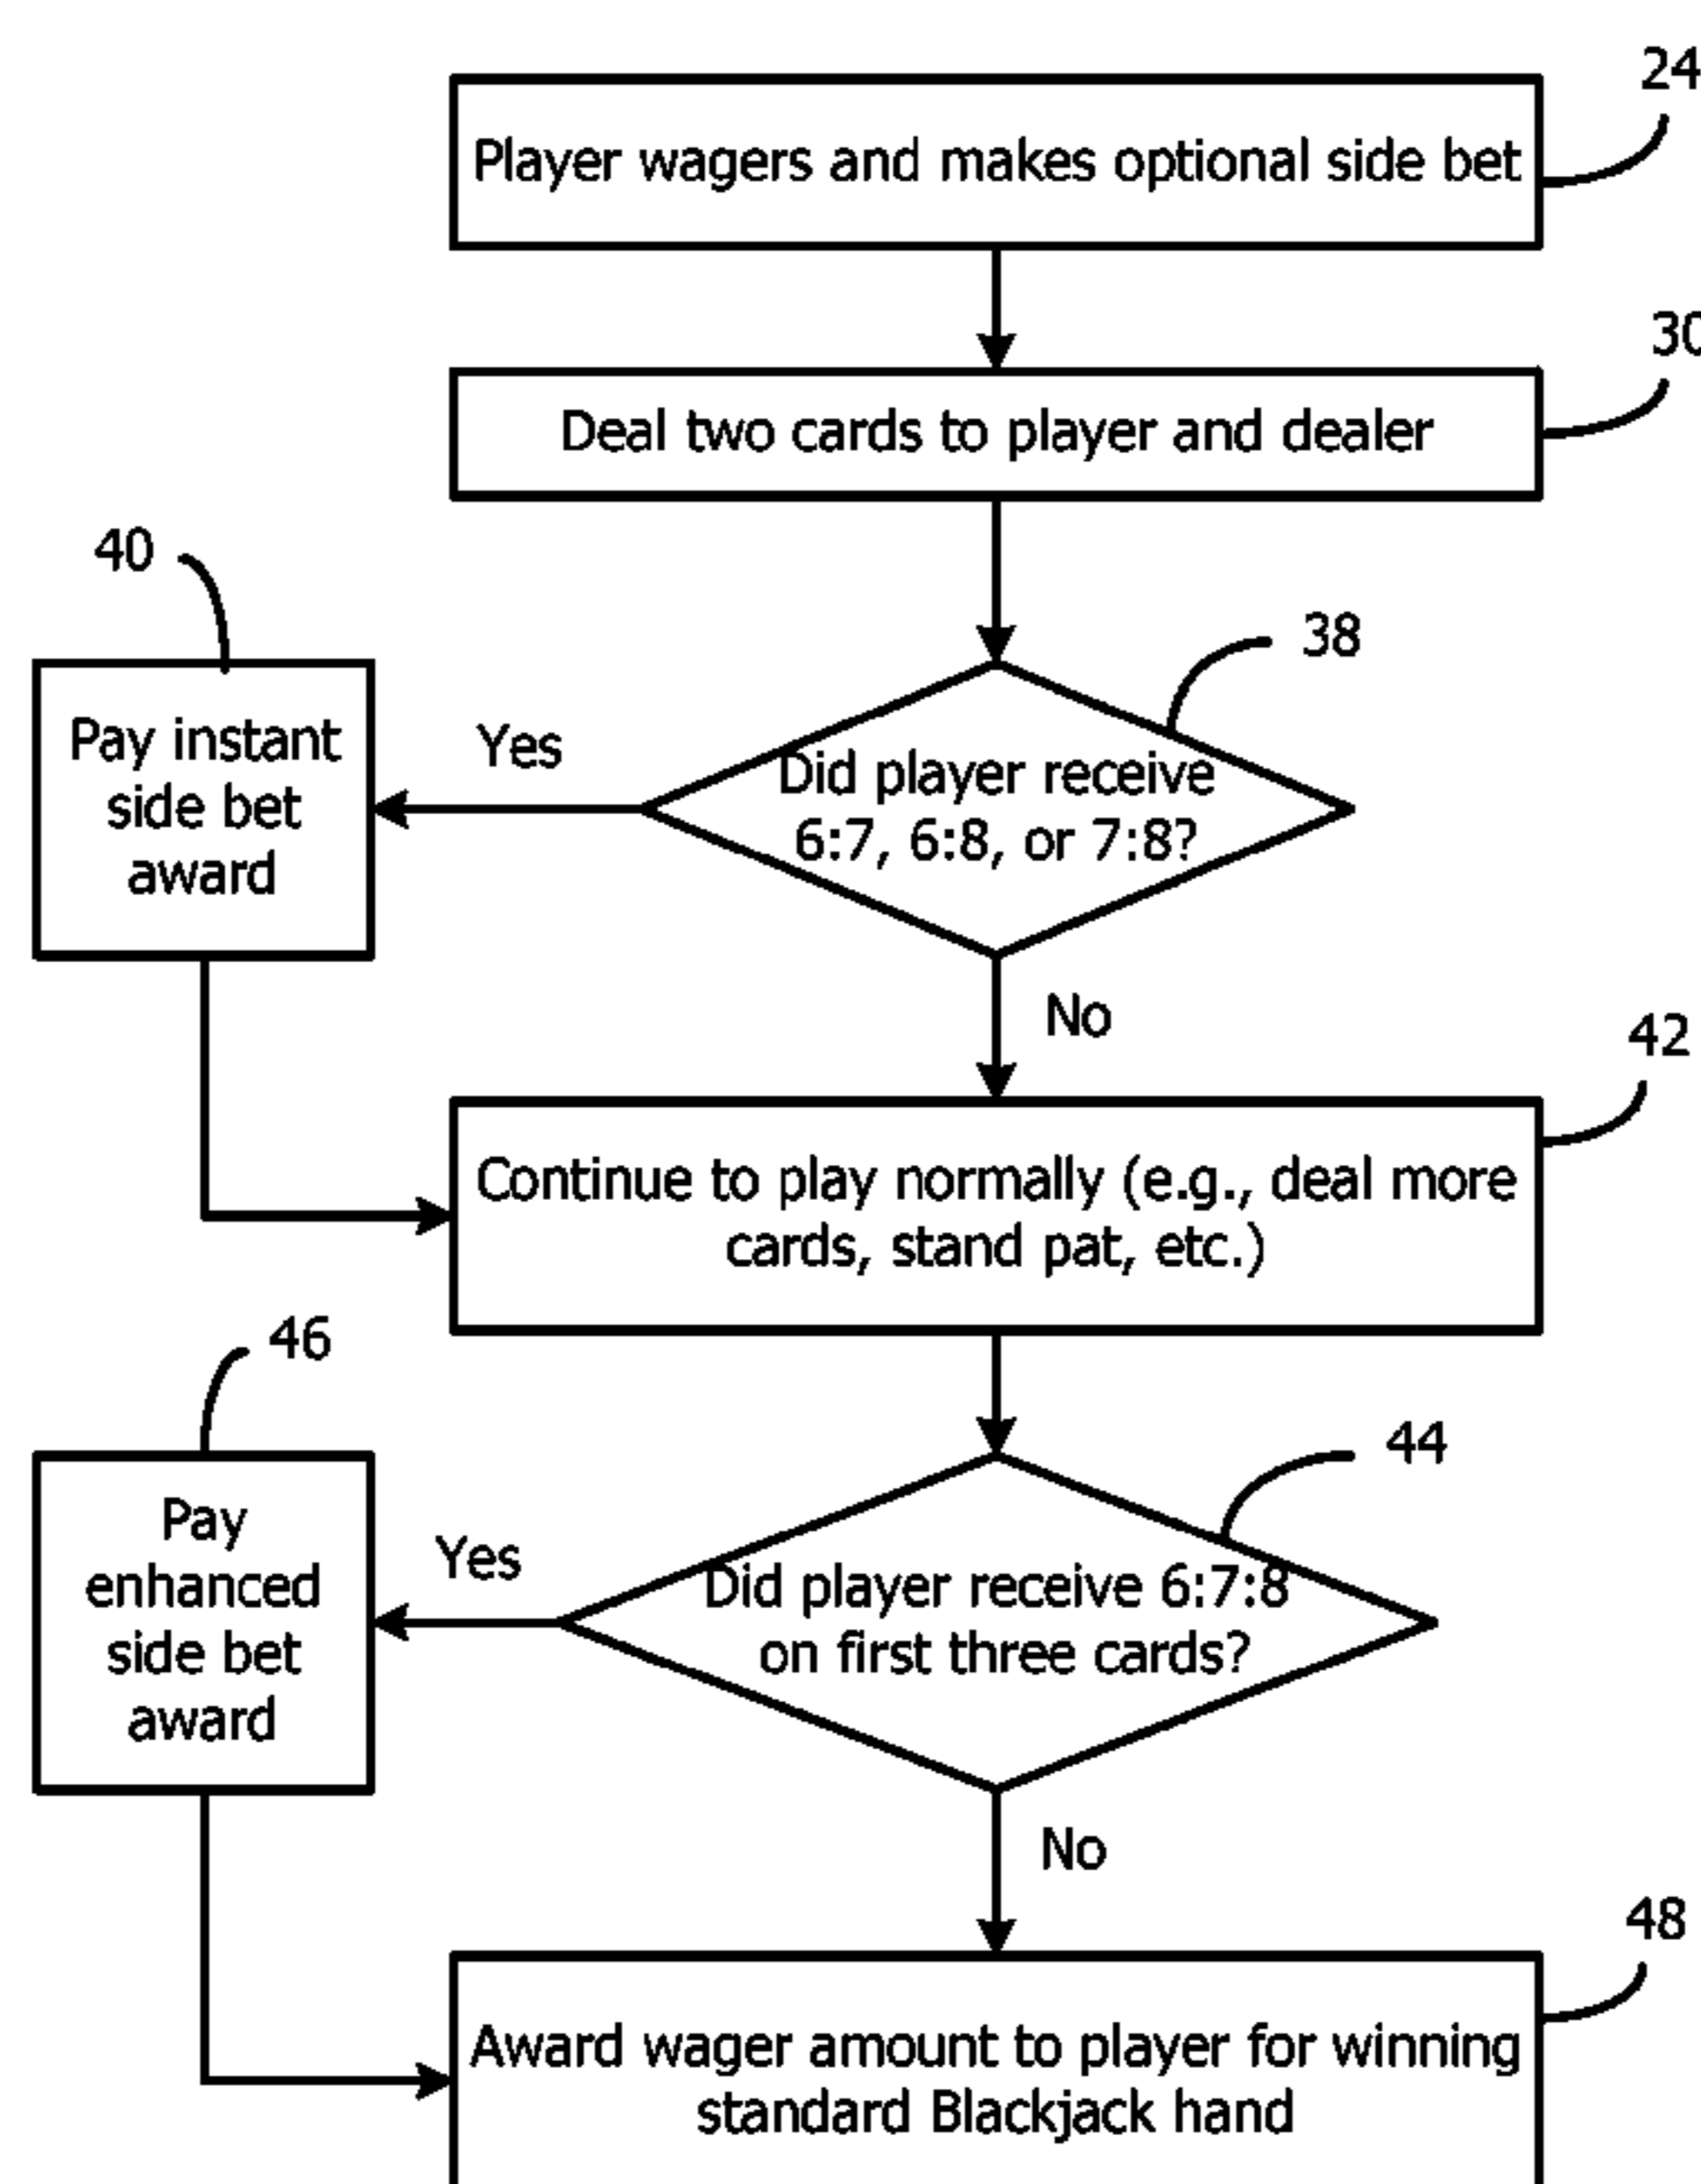 24
Player wagers and makes optional side bet
30
Deal two cards to player and dealer
40
38
Pay instant
side bet
award
Yes
Did player receive
6:7, 6:8, or 7:8?
No
42
Continue to play normally (e.g., deal more
cards, stand pat, etc.)
46
44
Pay
enhanced
side bet
award
Yes
Did player receive 6:7:8
on first three cards?
No
48
Award wager amount to player for winning
standard Blackjack hand